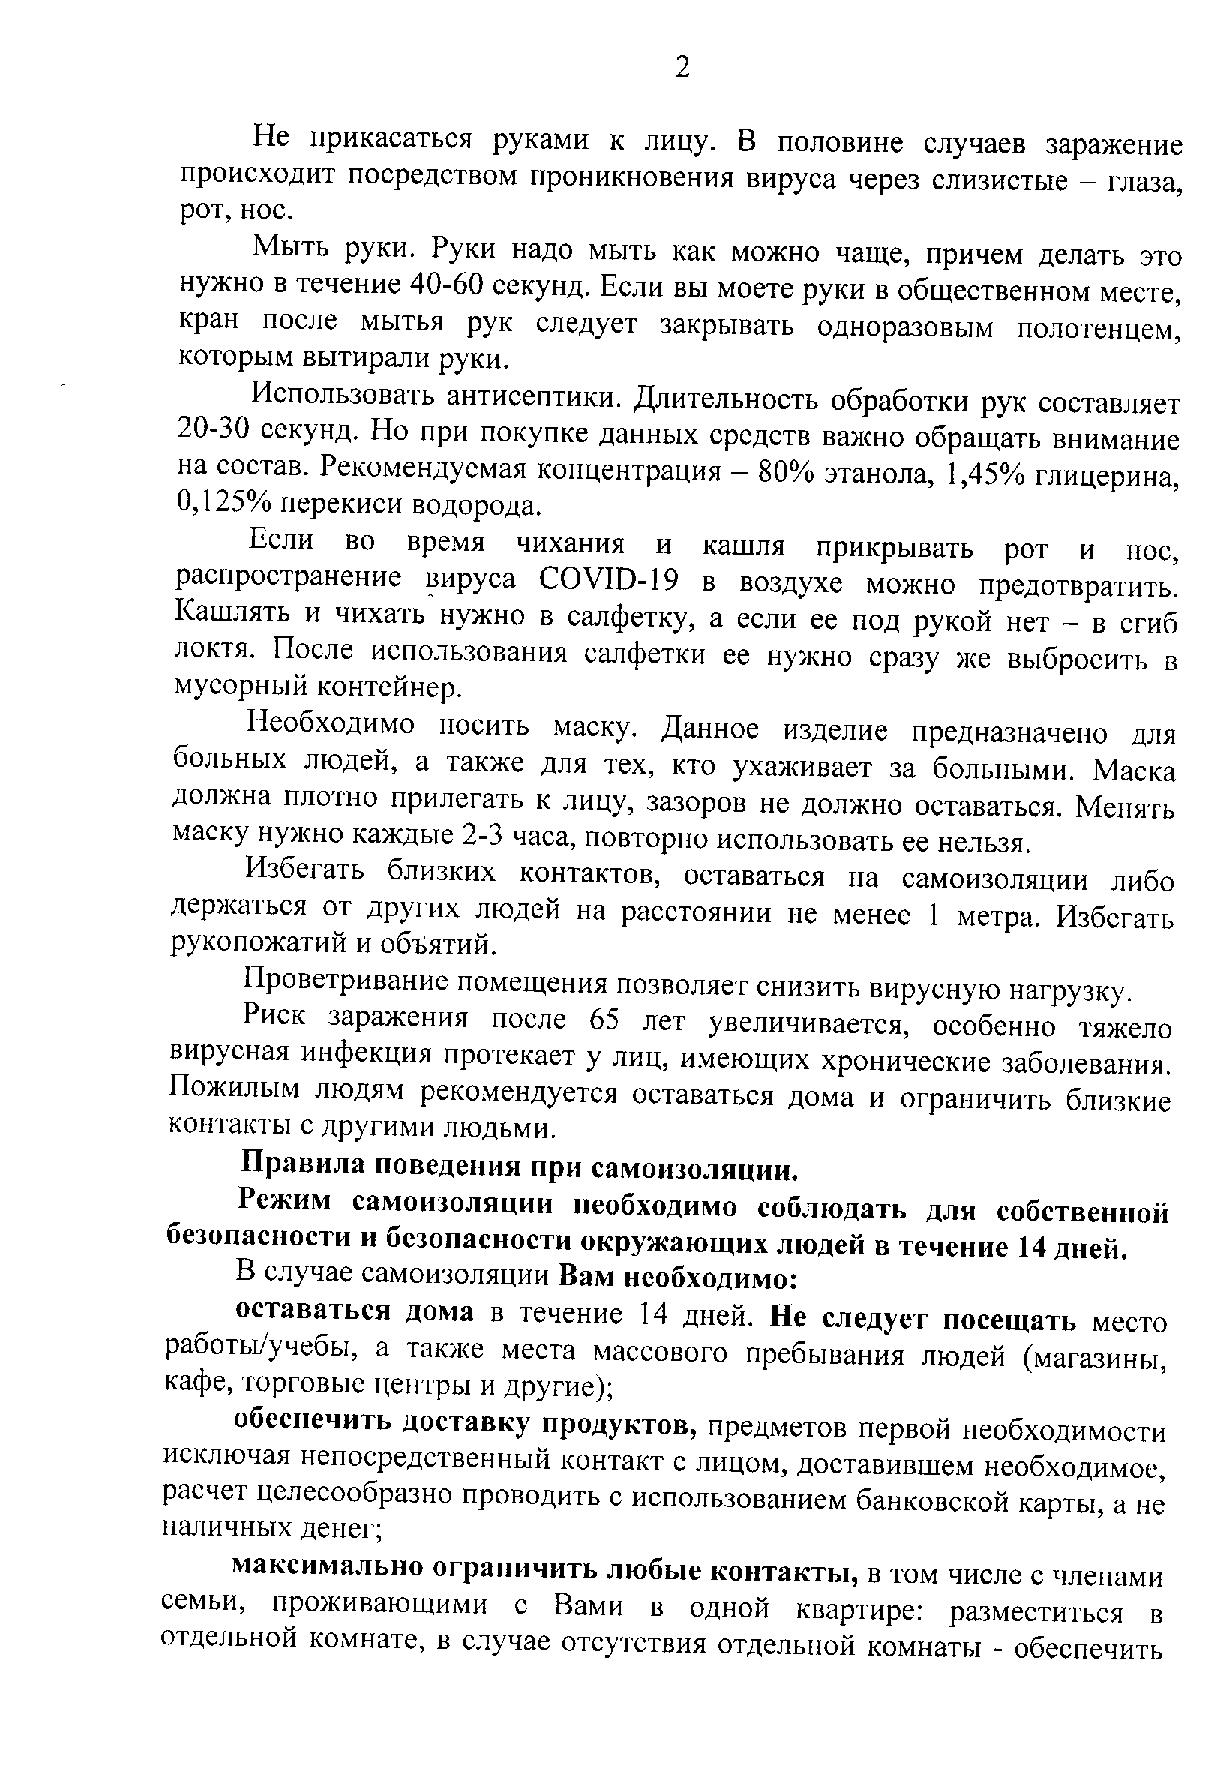 2
Не прикасаться руками к лицу. В половине случаев заражение
происходит посредством проникновения вируса через слизистые – глаза,
рот, нос.
Мыть руки. Руки надо мыть как можно чаще, причем делать это
нужно в течение 40-60 секунд. Если вы моете руки в общественном месте,
кран после мытья рук следует закрывать одноразовым полотенцем,
которым вытирали руки.
Использовать антисептики. Длительность обработки рук составляет
20-30 секунд. Но при покупке данных средств важно обращать внимание
на состав. Рекомендуемая концентрация – 80% этанола, 1,45% глицерина,
0,125% перекиси водорода.
Если во время чихания и кашля прикрывать рот и нос,
распространение вируса COVID-19 в воздухе можно предотвратить.
Кашлять и чихать нужно в салфетку, а если ее под рукой нет – в сгиб
локтя. После использования салфетки ее нужно сразу же выбросить в
мусорный контейнер.
Необходимо носить маску. Данное изделие предназначено для
больных людей, а также для тех, кто ухаживает за больными. Маска
должна плотно прилегать к лицу, зазоров не должно оставаться. Менять
маску нужно каждые 2-3 часа, повторно использовать ее нельзя.
Избегать близких контактов, оставаться на самоизоляции либо
держаться от других людей на расстоянии не менее 1 метра. Избегать
рукопожатий и объятий.
Проветривание помещения позволяет снизить вирусную нагрузку.
Риск заражения после 65 лет увеличивается, особенно тяжело
вирусная инфекция протекает у лиц, имеющих хронические заболевания.
Пожилым людям рекомендуется оставаться дома и ограничить близкие
контакты с другими людьми.
Правила поведения при самоизоляции.
Режим самоизоляции необходимо соблюдать для собственной
безопасности и безопасности окружающих людей в течение 14 дней.
В случае самоизоляции Вам необходимо:
оставаться дома в течение 14 дней. Не следует посещать место
работы/учебы, а также места массового пребывания людей (магазины,
кафе, торговые центры и другие);
обеспечить доставку продуктов, предметов первой необходимости
исключая непосредственный контакт с лицом, доставившем необходимое,
расчет целесообразно проводить с использованием банковской карты, а не
наличных денег;
максимально ограничить любые контакты, в том числе с членами
семьи, проживающими с Вами в одной квартире: разместиться в
отдельной комнате, в случае отсутствия отдельной комнаты - обеспечить